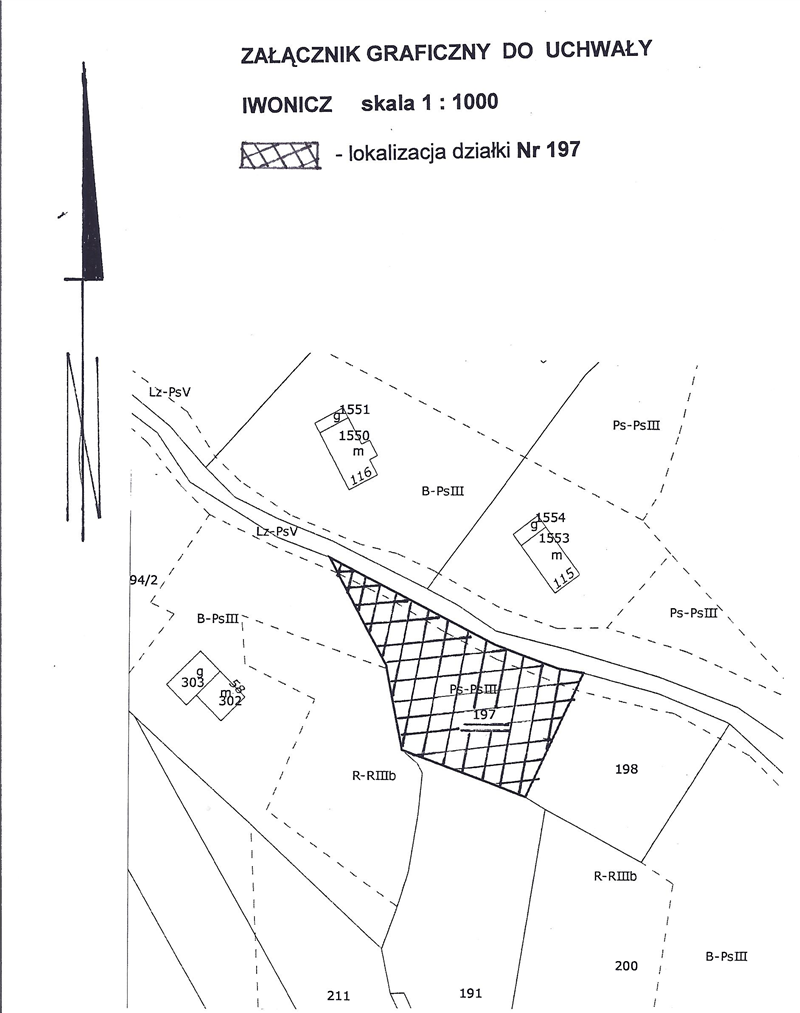 ZAŁĄCZNIK GRAFICZNY DO UCHWAŁY
IWONICZ skala 1 : 1000
- lokalizacja działki Nr 197
N
Lz-PsV
1551
g
1550
m
116
Ps-PsIII
B-PsIII
1554
g
1553
m
115
Lz-PsV
94/2
B-PsIII
Ps-PsIII
g
303
58
m
302
Ps-PsIII
197
R-RIIIb
198
R-RIIIb
B-PsIII
200
211
191